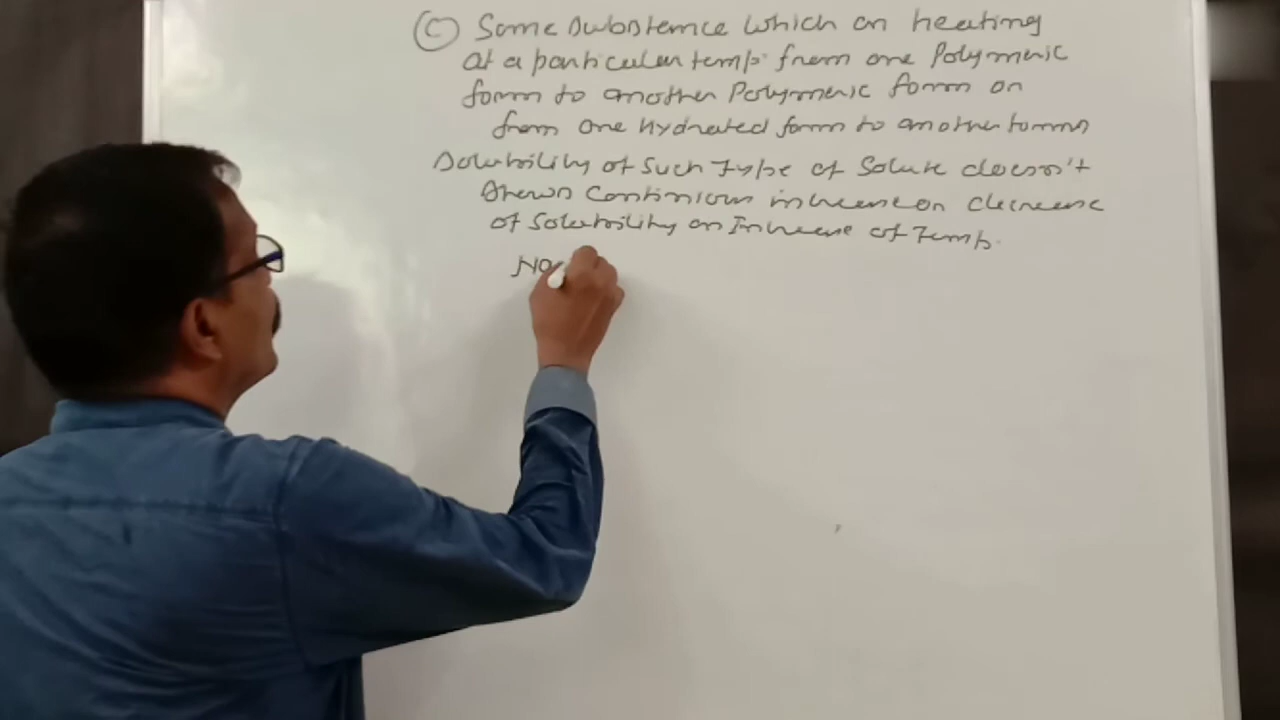 (C) Some substance which on heating
at a particular temp. from one Polymeric
form to another Polymeric form or
from one hydrated form to another forms
Solubility of such Type of Solute doesn't
Shown Continious increase or decrease
of Solubility on Increase of Temp.
Na